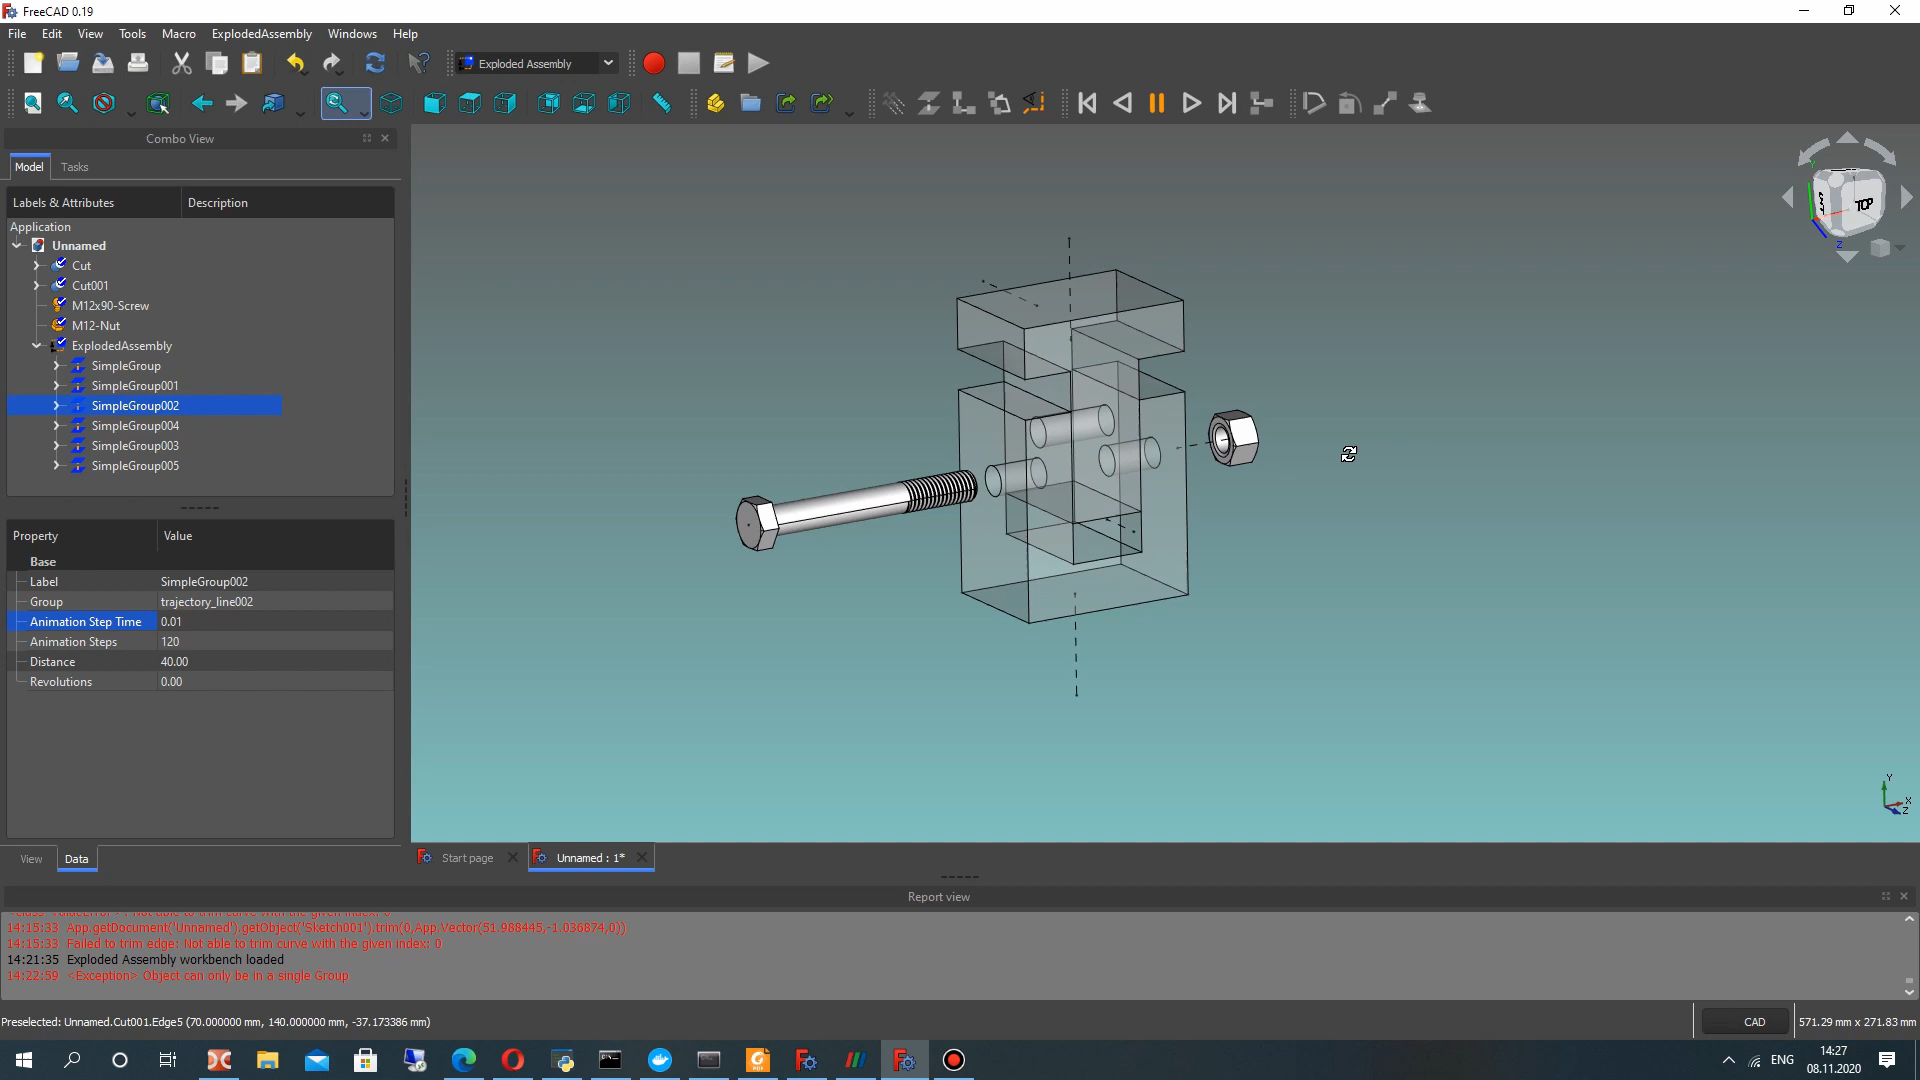 FreeCAD 0.19
File Edit View Tools Macro ExplodedAssembly Windows Help
Exploded Assembly
Combo View
Model Tasks
Labels & Attributes Description
Application
Unnamed
Cut
Cut001
M12x90-Screw
M12-Nut
ExplodedAssembly
SimpleGroup
SimpleGroup001
SimpleGroup002
SimpleGroup004
SimpleGroup003
SimpleGroup005
Property Value
Base
Label SimpleGroup002
Group trajectory_line002
Animation Step Time 0.01
Animation Steps 120
Distance 40.00
Revolutions 0.00
View Data
TOP
Y
Z
Y
X
Z
Start page Unnamed : 1*
Report view
14:15:33 App.getDocument('Unnamed').getObject('Sketch001').trim(0,App.Vector(51.988445,-1.036874,0))
14:15:33 Failed to trim edge: Not able to trim curve with the given index: 0
14:21:35 Exploded Assembly workbench loaded
14:22:59 <Exception> Object can only be in a single Group
Preselected: Unnamed.Cut001.Edge5 (70.000000 mm, 140.000000 mm, -37.173386 mm)
CAD 571.29 mm x 271.83 mm
ENG
14:27
08.11.2020